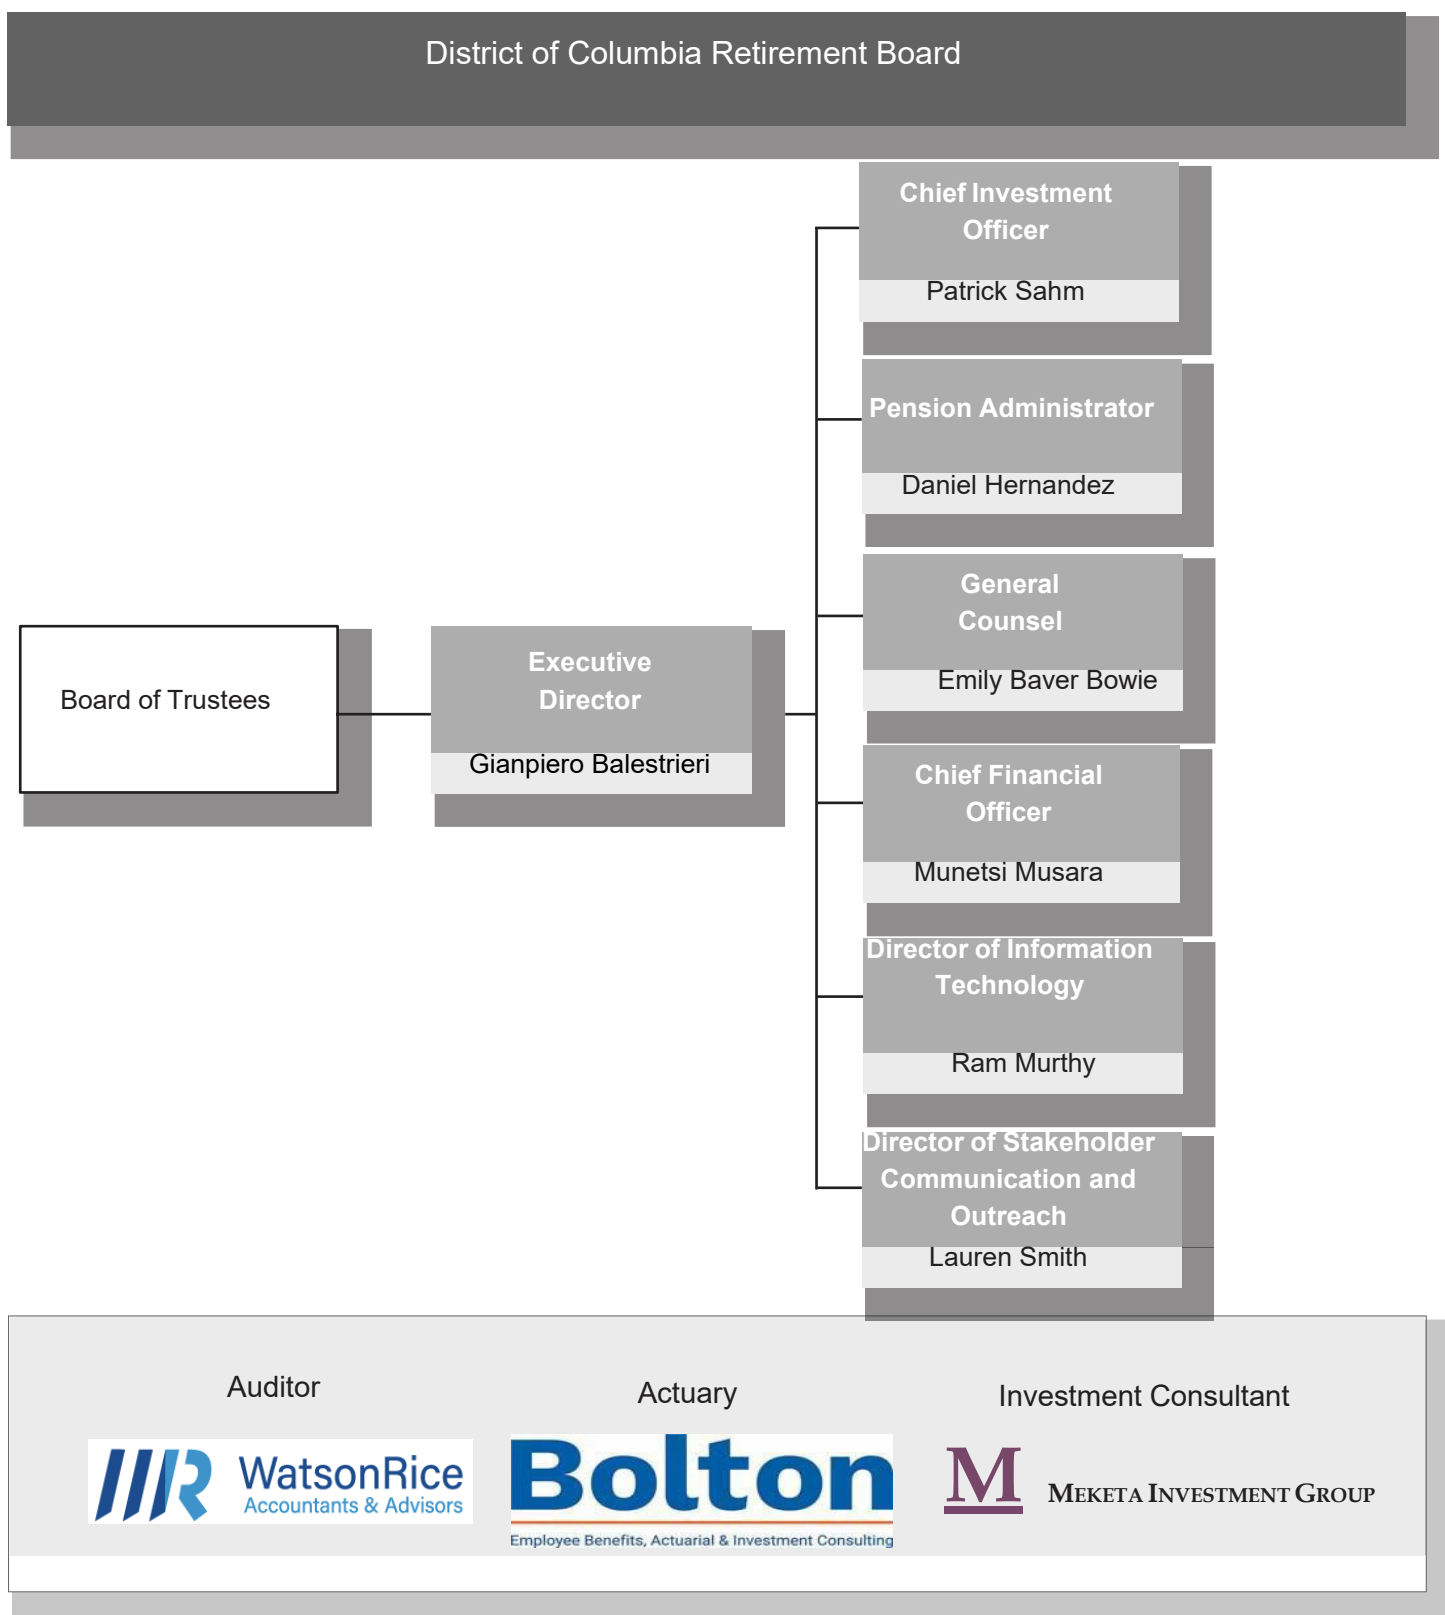 District of Columbia Retirement Board
Chief Investment
Officer
Patrick Sahm
Pension Administrator
Daniel Hernandez
General
Counsel
Emily Baver Bowie
Board of Trustees
Executive
Director
Gianpiero Balestrieri
Chief Financial
Officer
Munetsi Musara
Director of Information
Technology
Ram Murthy
Director of Stakeholder
Communication and
Outreach
Lauren Smith
Auditor
WatsonRice
Accountants & Advisors
Actuary
Bolton
Employee Benefits, Actuarial & Investment Consulting
Investment Consultant
M
MEKETA INVESTMENT GROUP